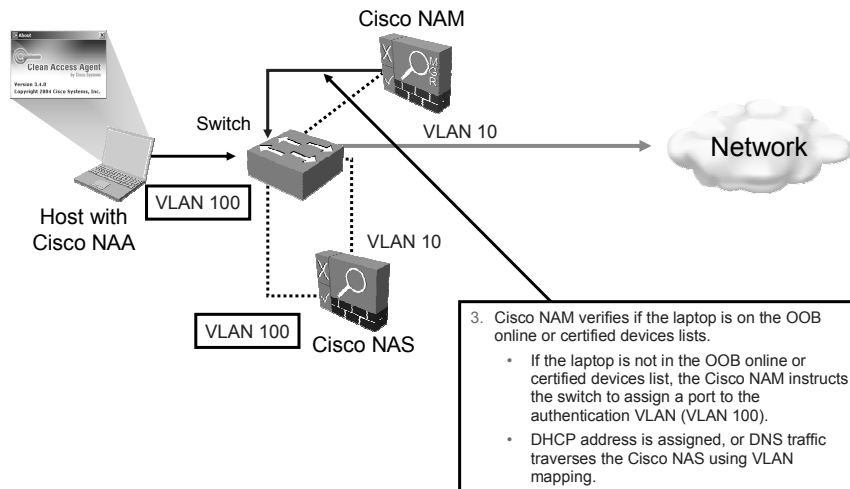 About
Clean Access Agent
by Cisco Systems
Version 3.4.0
Copyright 2004 Cisco Systems, Inc.
Cisco NAM
MGR
Switch
VLAN 10
Network
VLAN 100
Host with
Cisco NAA
VLAN 10
VLAN 100
Cisco NAS
3. Cisco NAM verifies if the laptop is on the OOB
online or certified devices lists.
• If the laptop is not in the OOB online or
certified devices list, the Cisco NAM instructs
the switch to assign a port to the
authentication VLAN (VLAN 100).
• DHCP address is assigned, or DNS traffic
traverses the Cisco NAS using VLAN
mapping.